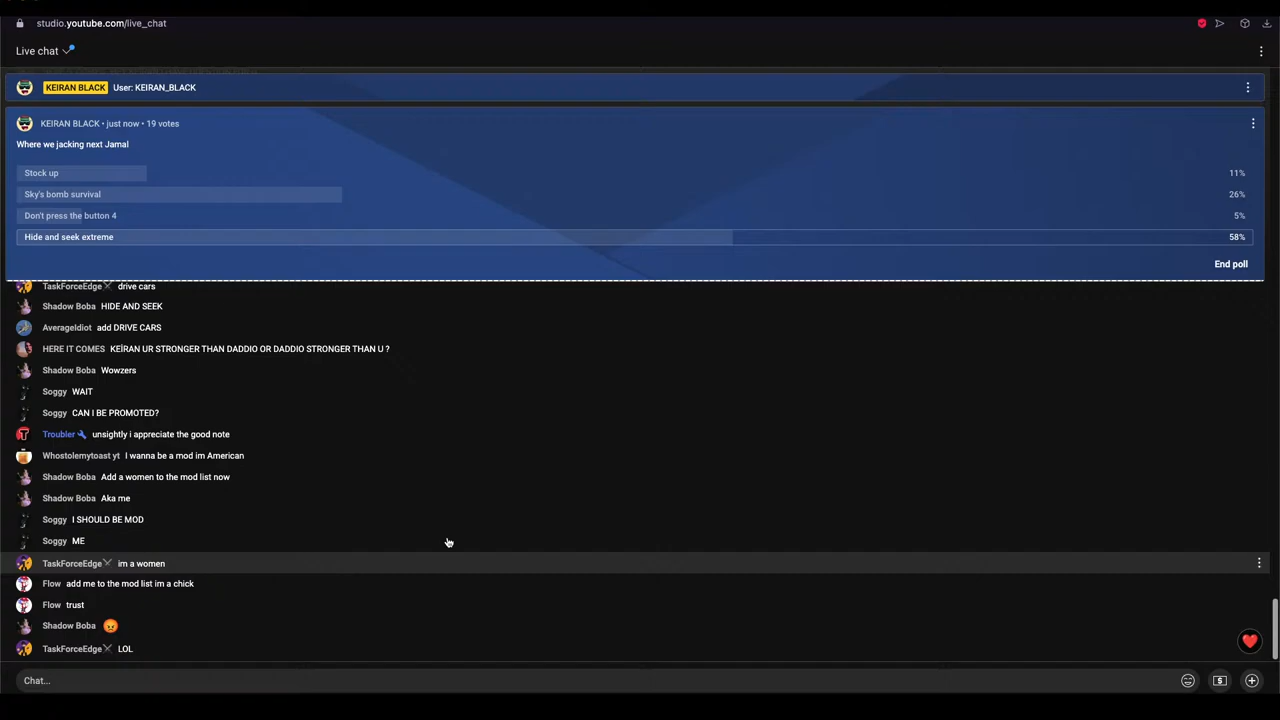 studio.youtube.com/live_chat
Live chat
KEIRAN BLACK User: KEIRAN_BLACK
KEIRAN BLACK • just now • 19 votes
Where we jacking next Jamal
Stock up 11%
Sky's bomb survival 26%
Don't press the button 4 5%
Hide and seek extreme 58%
End poll
TaskForceEdge drive cars
Shadow Boba HIDE AND SEEK
AverageIdiot add DRIVE CARS
HERE IT COMES KEİRAN UR STRONGER THAN DADDIO OR DADDIO STRONGER THAN U ?
Shadow Boba Wowzers
Soggy WAIT
Soggy CAN I BE PROMOTED?
Troubler unsightly i appreciate the good note
Whostolemytoast yt I wanna be a mod im American
Shadow Boba Add a women to the mod list now
Shadow Boba Aka me
Soggy I SHOULD BE MOD
Soggy ME
TaskForceEdge im a women
Flow add me to the mod list im a chick
Flow trust
Shadow Boba 😡
TaskForceEdge LOL
Chat...